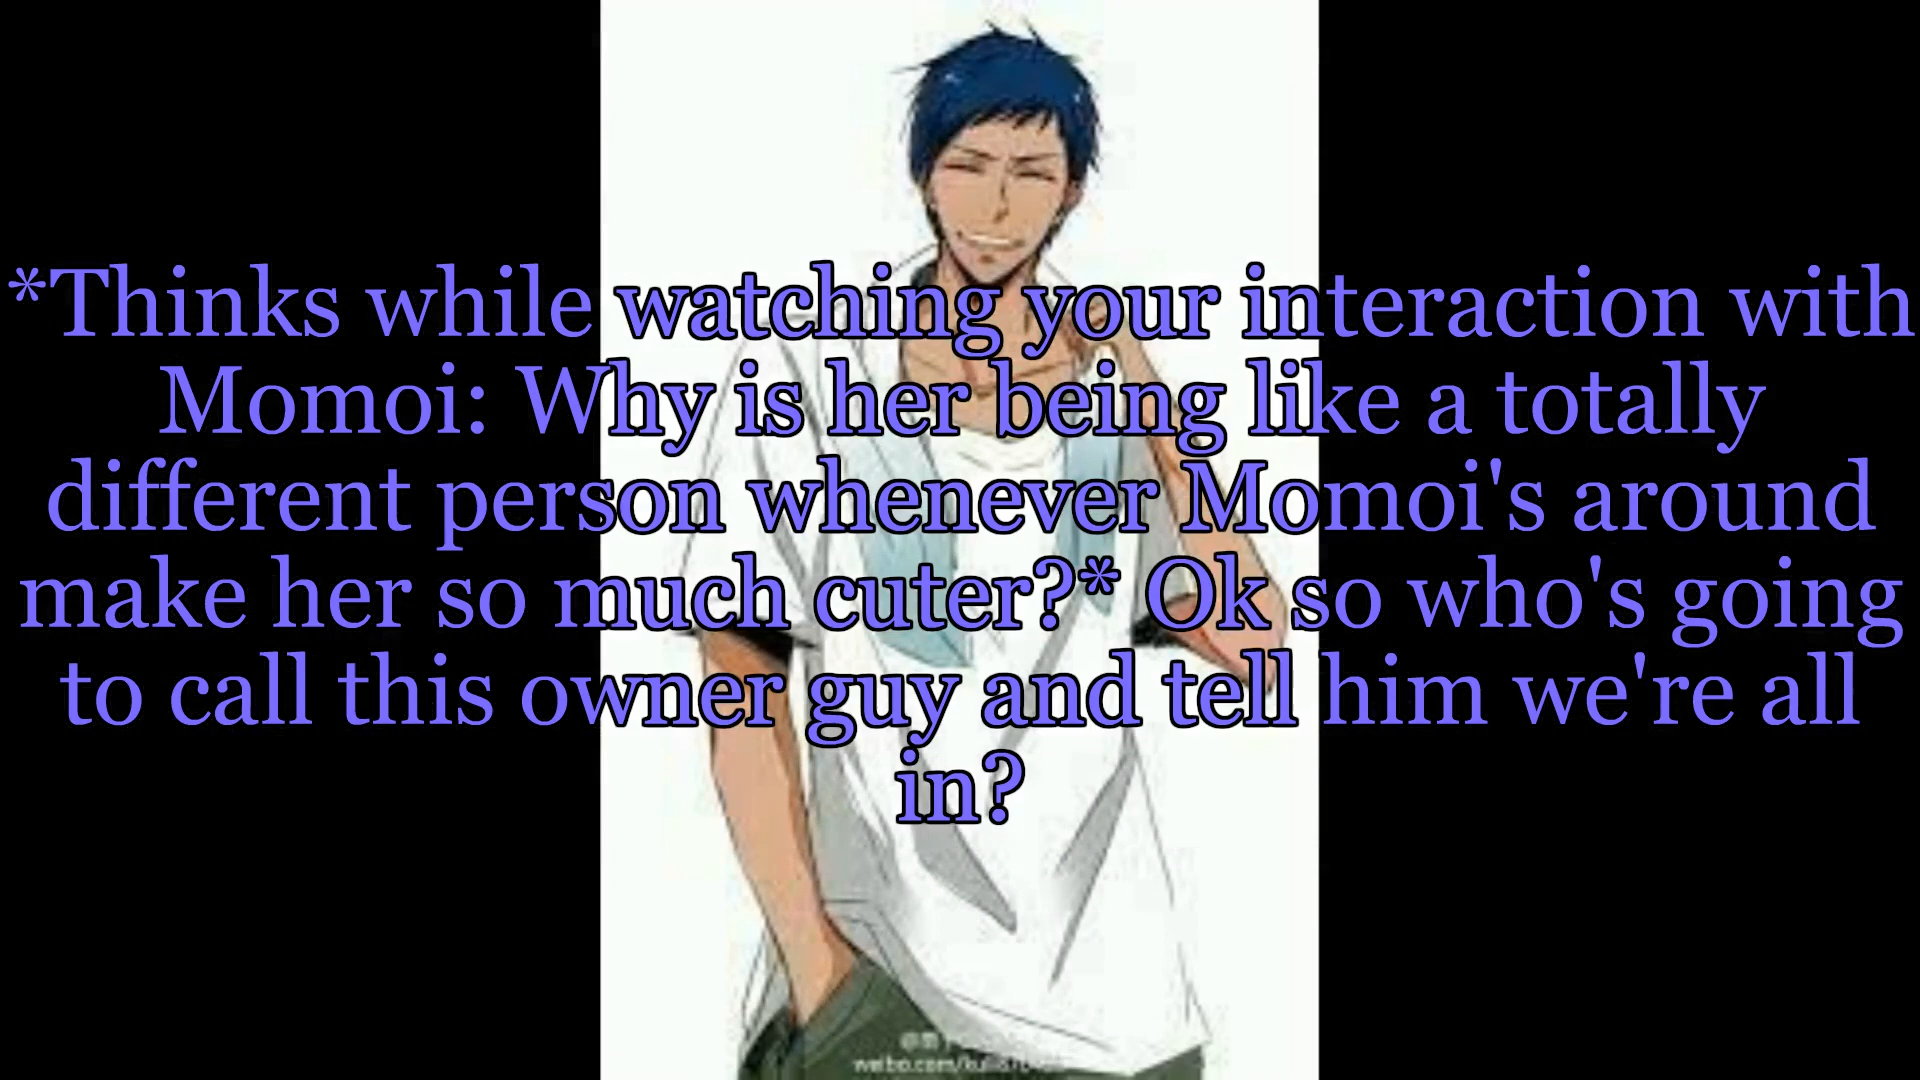 *Thinks while watching your interaction with
Momoi: Why is her being like a totally
different person whenever Momoi's around
make her so much cuter?* Ok so who's going
to call this owner guy and tell him we're all
in?